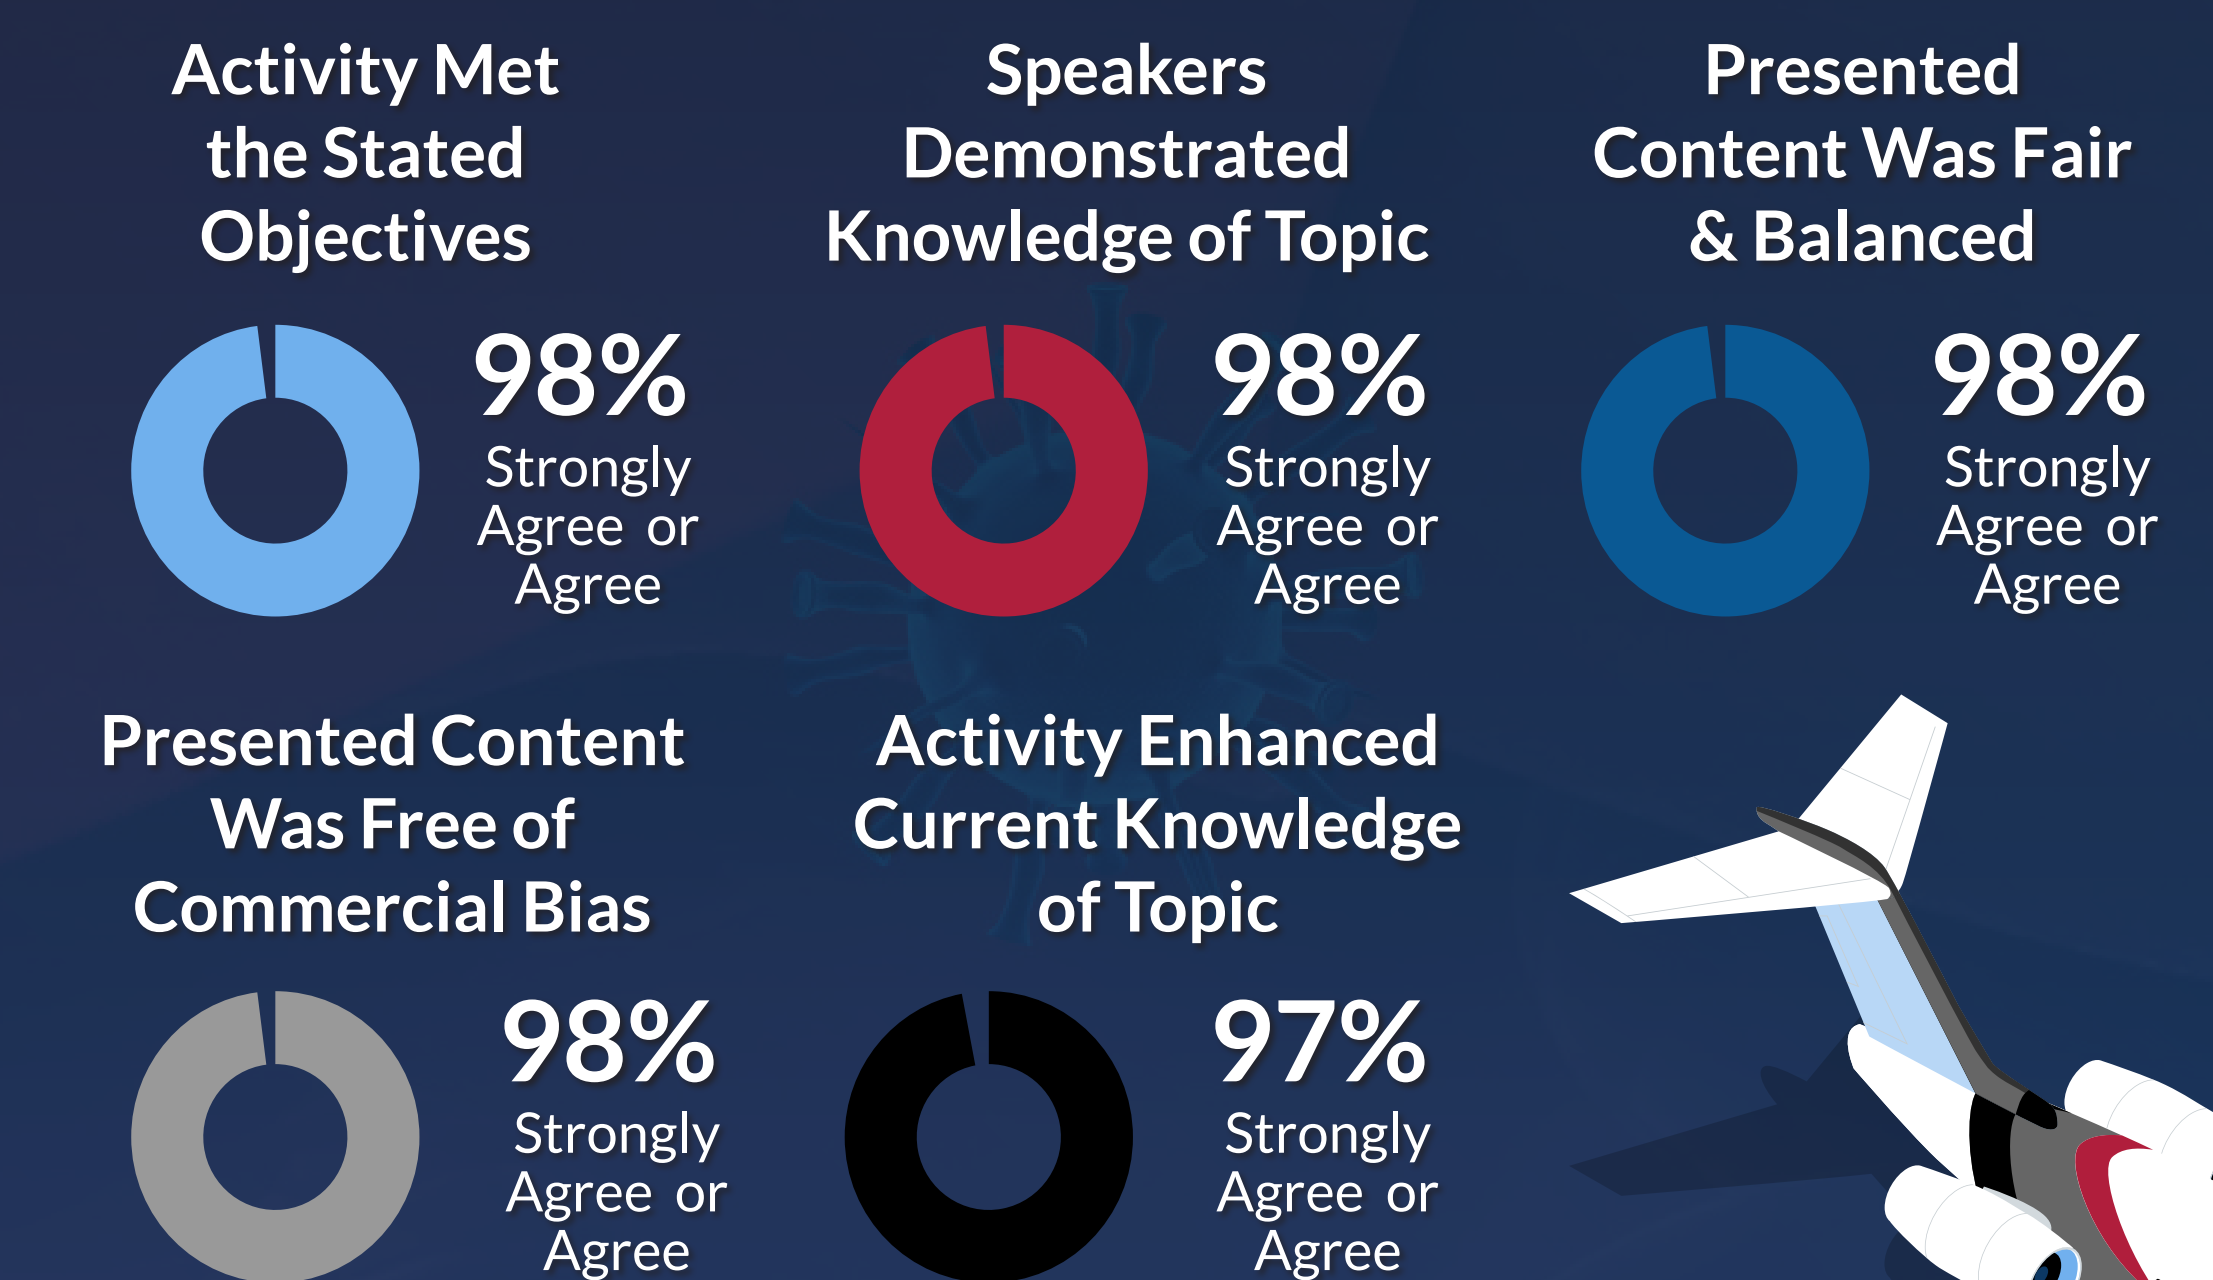 Activity Met
the Stated
Objectives
98%
Strongly
Agree or
Agree
Speakers
Demonstrated
Knowledge of Topic
98%
Strongly
Agree or
Agree
Presented
Content Was Fair
& Balanced
98%
Strongly
Agree or
Agree
Presented Content
Was Free of
Commercial Bias
98%
Strongly
Agree or
Agree
Activity Enhanced
Current Knowledge
of Topic
97%
Strongly
Agree or
Agree